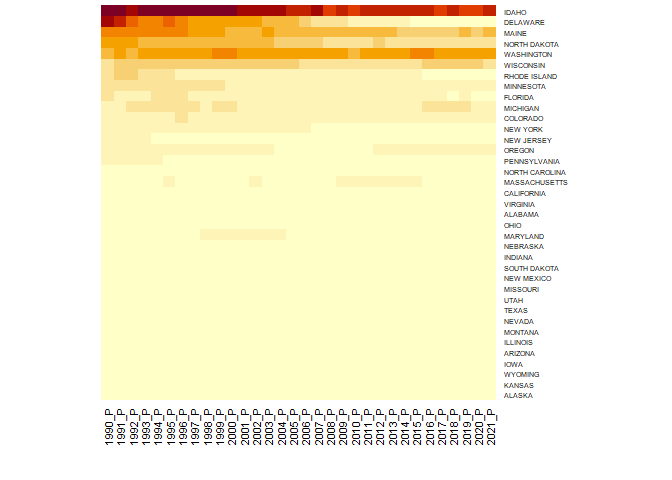 IDAHO
DELAWARE
MAINE
NORTH DAKOTA
WASHINGTON
WISCONSIN
RHODE ISLAND
MINNESOTA
FLORIDA
MICHIGAN
COLORADO
NEW YORK
NEW JERSEY
OREGON
PENNSYLVANIA
NORTH CAROLINA
MASSACHUSETTS
CALIFORNIA
VIRGINIA
ALABAMA
OHIO
MARYLAND
NEBRASKA
INDIANA
SOUTH DAKOTA
NEW MEXICO
MISSOURI
UTAH
TEXAS
NEVADA
MONTANA
ILLINOIS
ARIZONA
IOWA
WYOMING
KANSAS
ALASKA
1990_P
1991_P
1992_P
1993_P
1994_P
1995_P
1996_P
1997_P
1998_P
1999_P
2000_P
2001_P
2002_P
2003_P
2004_P
2005_P
2006_P
2007_P
2008_P
2009_P
2010_P
2011_P
2012_P
2013_P
2014_P
2015_P
2016_P
2017_P
2018_P
2019_P
2020_P
2021_P